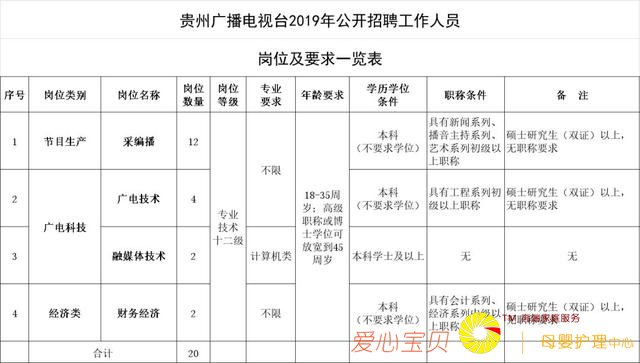 贵州广播电视台2019年公开招聘工作人员
岗位及要求一览表
序号 岗位类别 岗位名称 岗位数量 岗位等级 专业要求 年龄要求 学历学位条件 职称条件 备 注
1 节目生产 采编播 12 专业技术十二级 不限 18-35周岁；高级职称或博士学位可放宽到45周岁 本科（不要求学位） 具有新闻系列、播音主持系列、艺术系列初级以上职称 硕士研究生（双证）以上，无职称要求
2 广电科技 广电技术 4 本科（不要求学位） 具有工程系列初级以上职称 硕士研究生（双证）以上，无职称要求
3 融媒体技术 2 计算机类 本科学士及以上 无 无
4 经济类 财务经济 2 不限 本科（不要求学位） 具有会计系列、经济系列中级以上职称 硕士研究生（双证）以上，无职称要求
合计 20
爱心宝贝
TM 服务
母婴护理中心